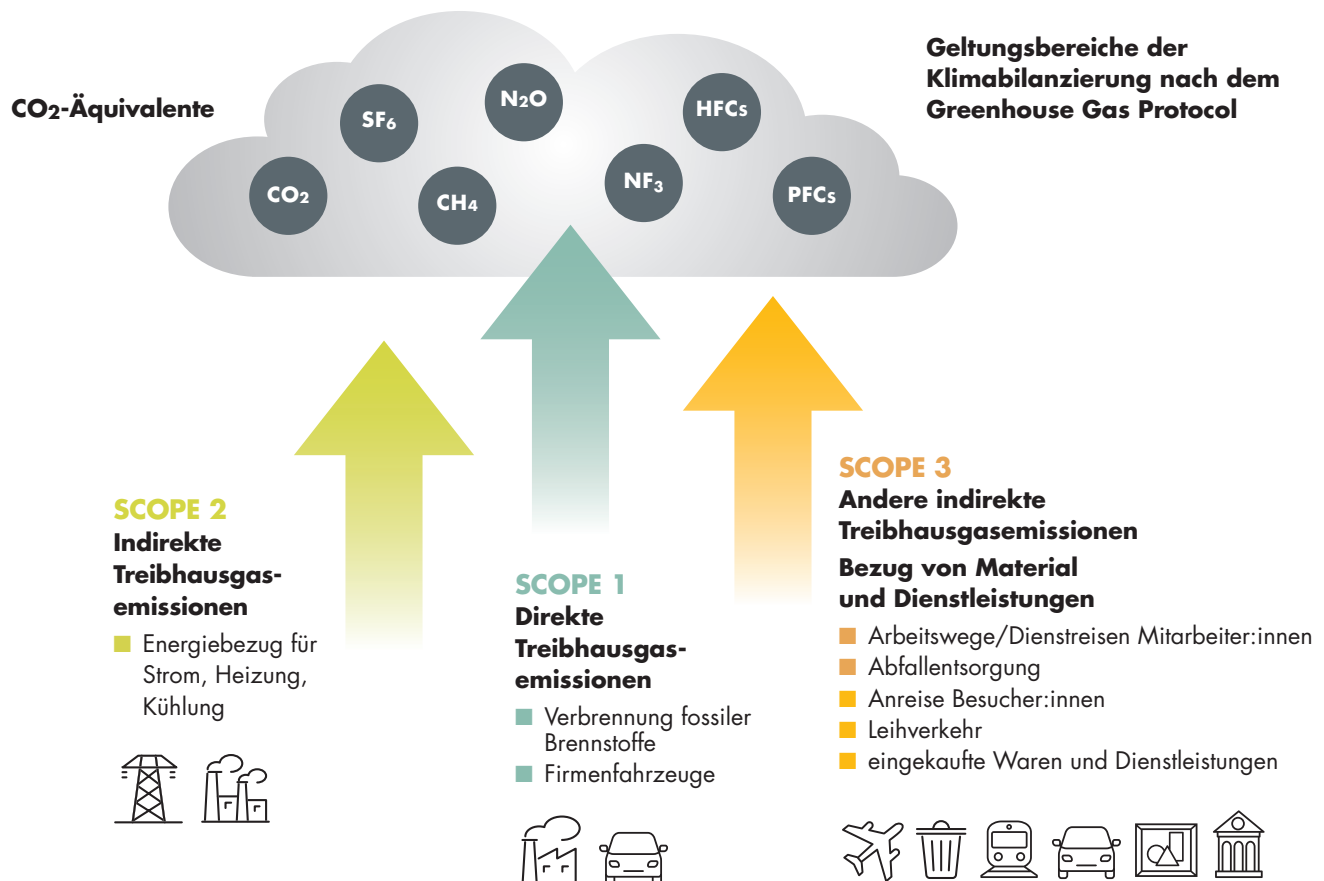 CO2-Äquivalente
Geltungsbereiche der
Klimabilanzierung nach dem
Greenhouse Gas Protocol
SF6
N2O
HFCs
CO2
CH4
NF3
PFCs
SCOPE 2
Indirekte
Treibhausgas-
emissionen
Energiebezug für
Strom, Heizung,
Kühlung
SCOPE 1
Direkte
Treibhausgas-
emissionen
Verbrennung fossiler
Brennstoffe
Firmenfahrzeuge
SCOPE 3
Andere indirekte
Treibhausgasemissionen
Bezug von Material
und Dienstleistungen
Arbeitswege/Dienstreisen Mitarbeiter:innen
Abfallentsorgung
Anreise Besucher:innen
Leihverkehr
eingekaufte Waren und Dienstleistungen